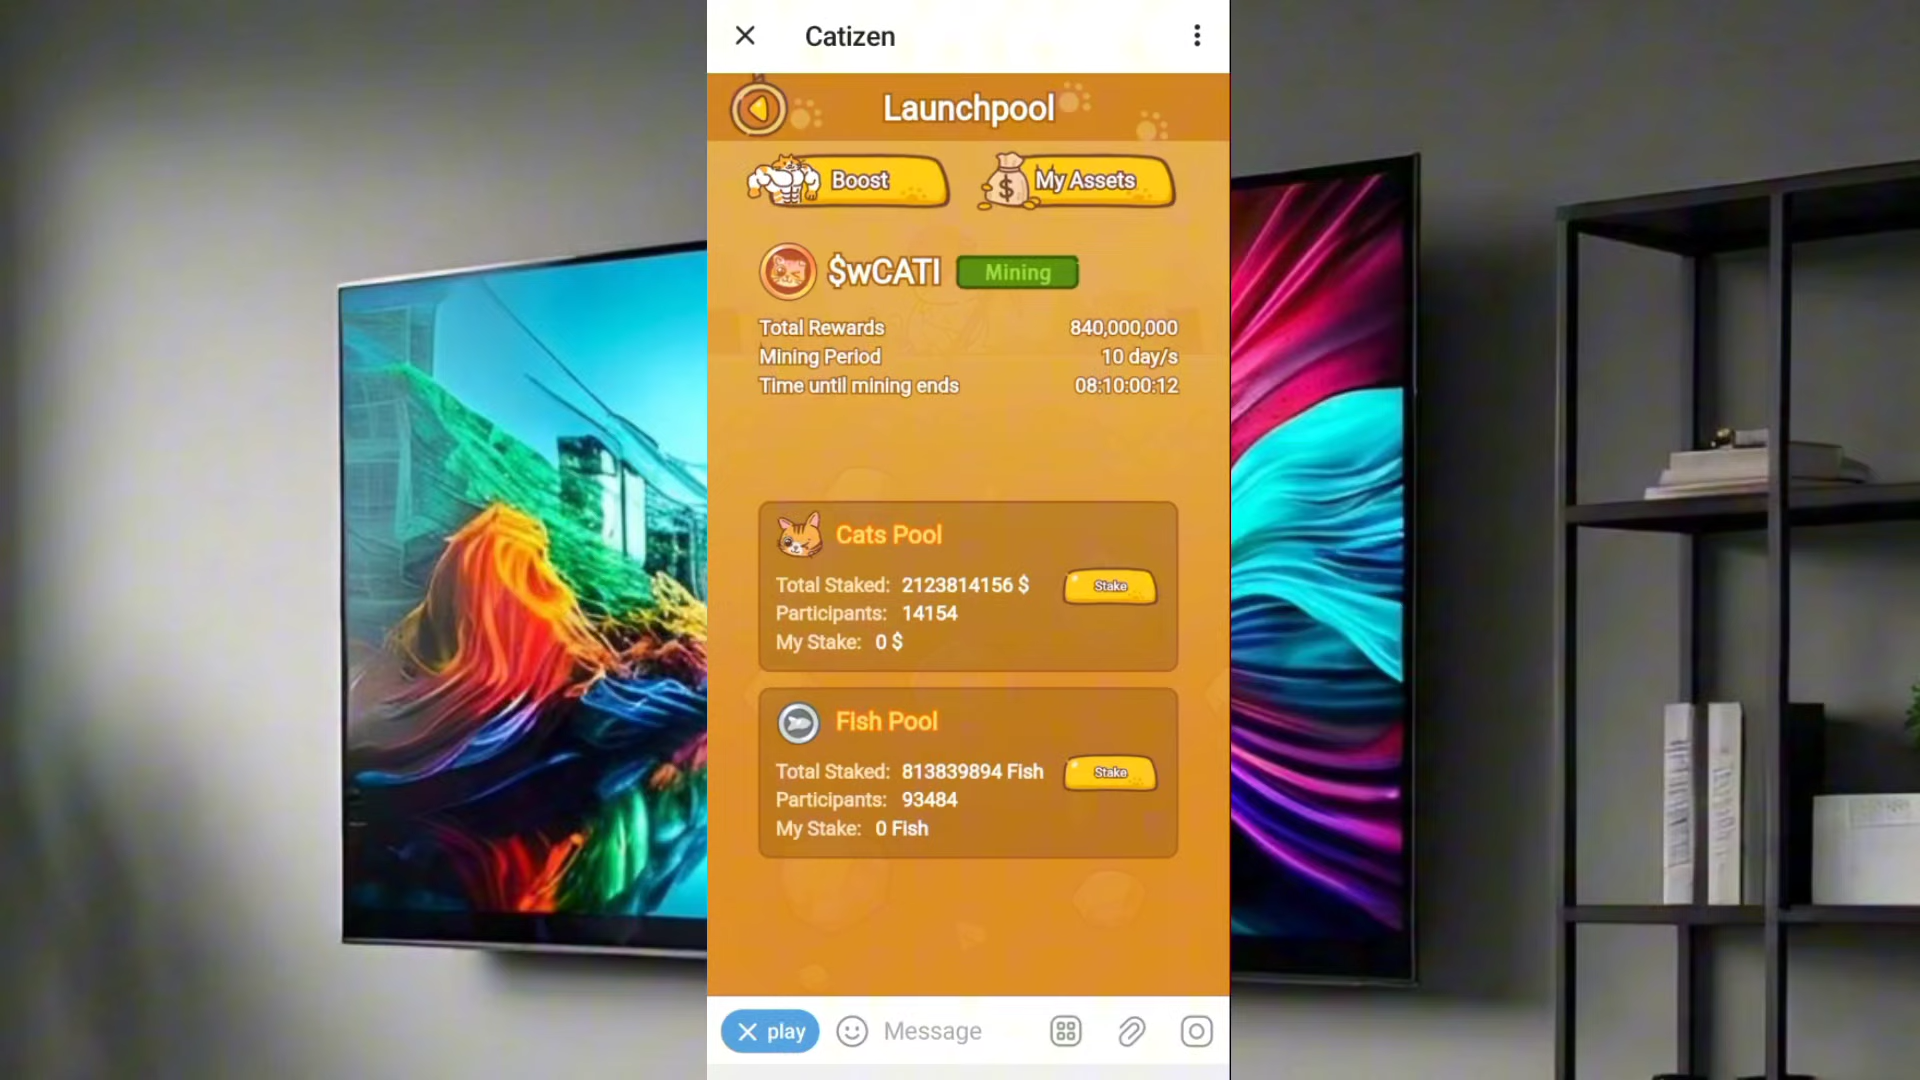 Catizen
Launchpool
Boost
My Assets
$wCATI
Mining
Total Rewards 840,000,000
Mining Period 10 day/s
Time until mining ends 08:10:00:12
Cats Pool
Total Staked: 2123814156 $
Stake
Participants: 14154
My Stake: 0 $
Fish Pool
Total Staked: 813839894 Fish
Stake
Participants: 93484
My Stake: 0 Fish
play
Message